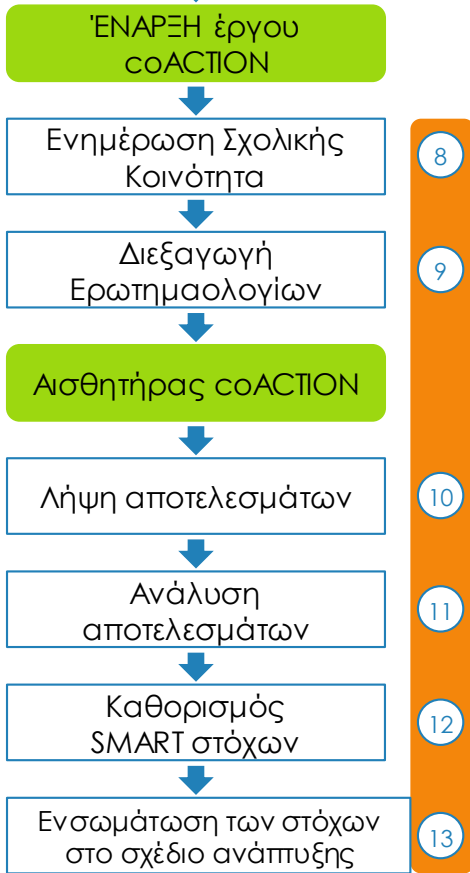 ΈΝΑΡΞΗ έργου
coACTION
Ενημέρωση Σχολικής
Κοινότητα
8
Διεξαγωγή
Ερωτημαολογίων
9
Αισθητήρας coACTION
Λήψη αποτελεσμάτων
10
Ανάλυση
αποτελεσμάτων
11
Καθορισμός
SMART στόχων
12
Ενσωμάτωση των στόχων
στο σχέδιο ανάπτυξης
13